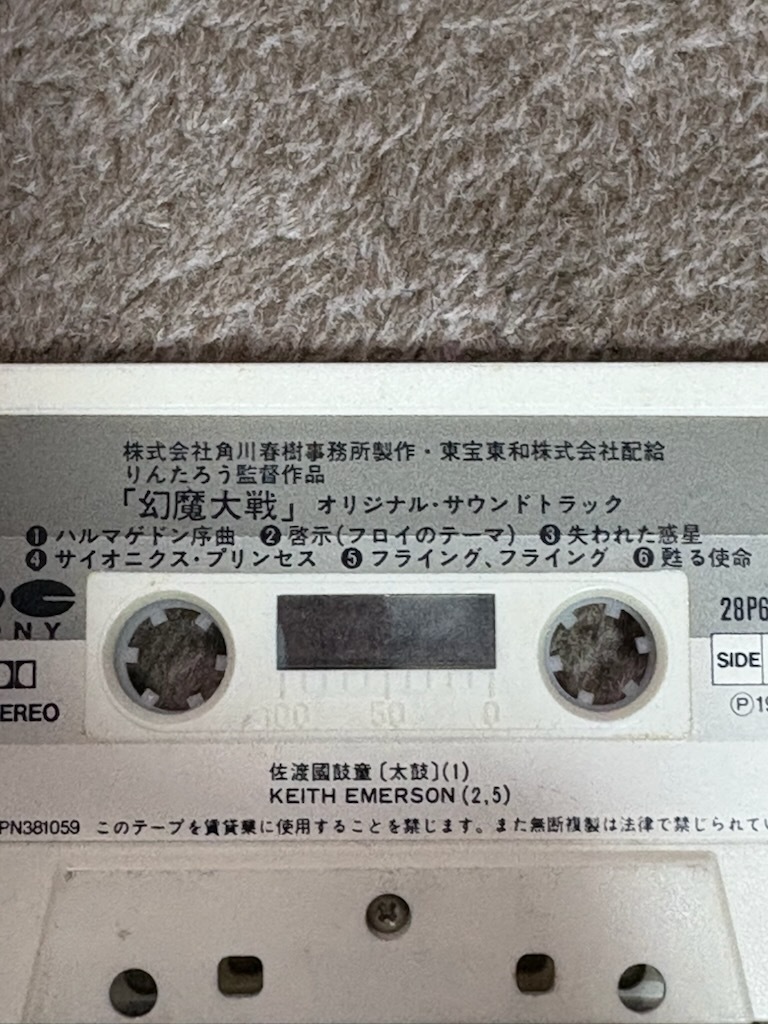 株式会社角川春樹事務所製作・東宝東和株式会社配給
りんたろう監督作品
「幻魔大戦」オリジナル・サウンドトラック
❶ハルマゲドン序曲 ❷啓示(フロイのテーマ) ❸失われた惑星
❹サイオニクス・プリンセス ❺フライング、フライング ❻甦る使命
NY
28P6
SIDE
EREO
100 50 0
Ⓟ19
佐渡國鼓童〔太鼓〕(1)
KEITH EMERSON (2,5)
PN381059 このテープを賃貸業に使用することを禁じます。また無断複製は法律で禁じられてい